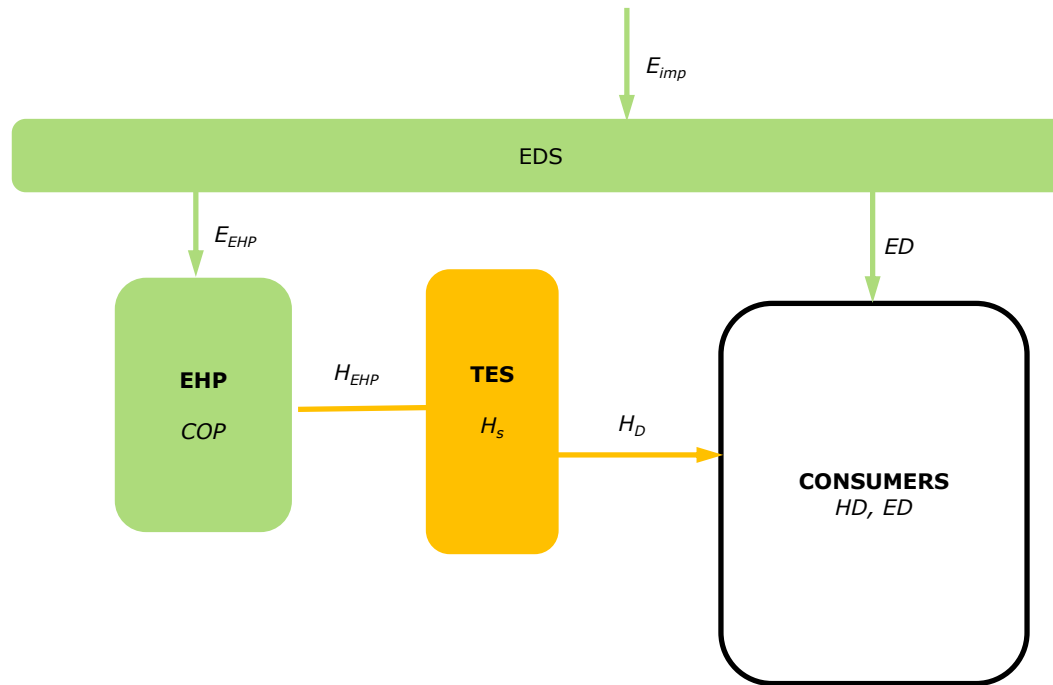 E_imp
EDS
E_EHP
ED
EHP
COP
H_EHP
TES
H_s
H_D
CONSUMERS
HD, ED